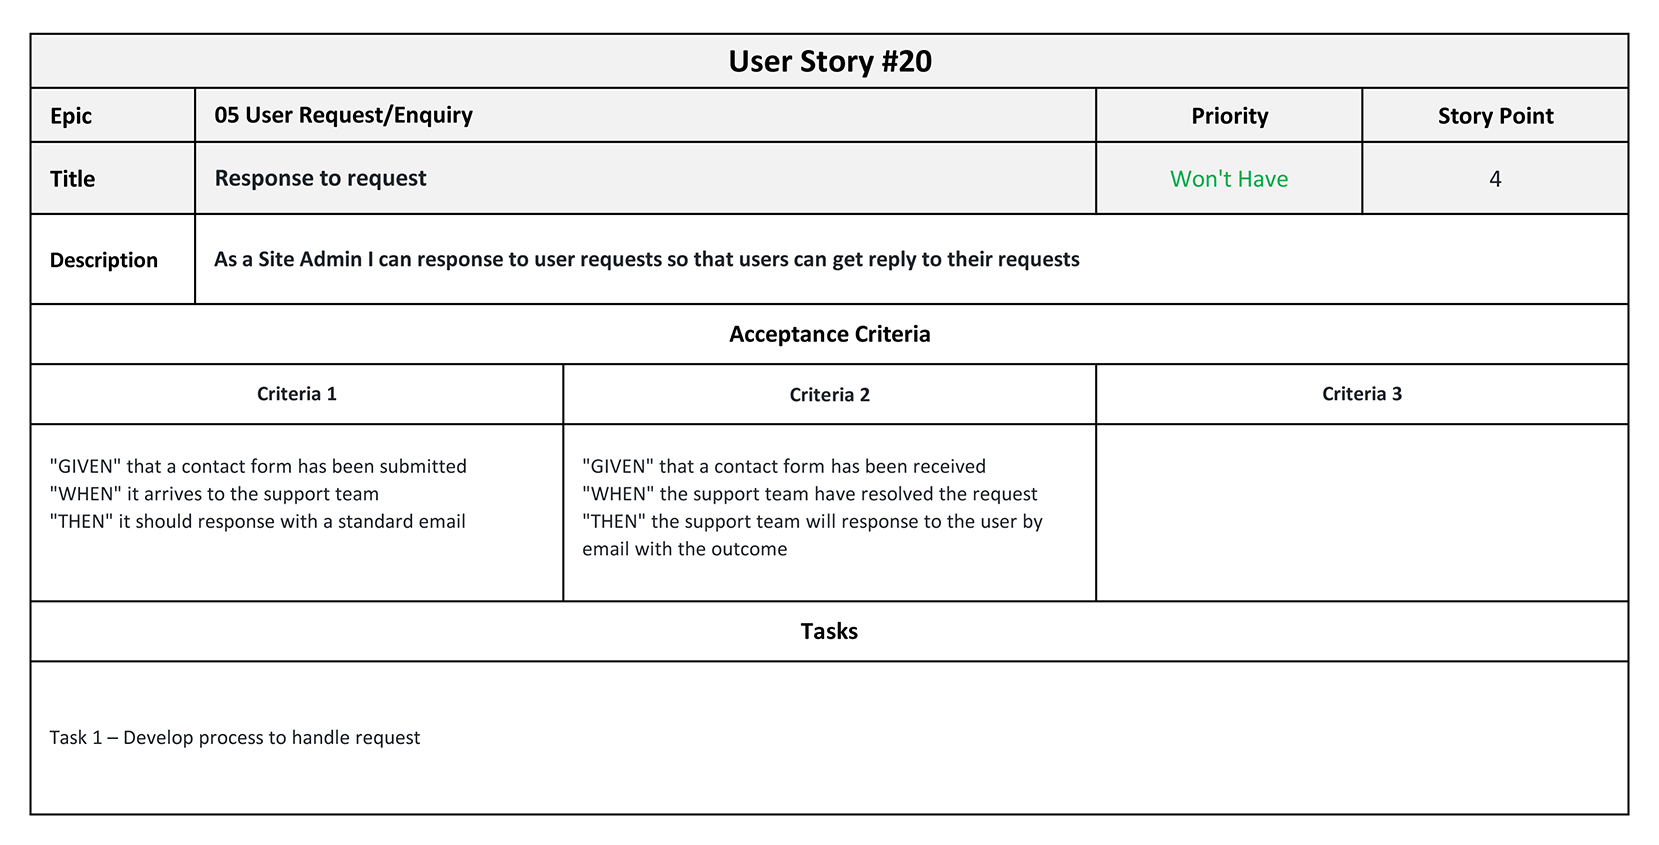 User Story #20
Epic
05 User Request/Enquiry
Priority
Story Point
Title
Response to request
Won't Have
4
Description
As a Site Admin I can response to user requests so that users can get reply to their requests
Acceptance Criteria
Criteria 1
Criteria 2
Criteria 3
"GIVEN" that a contact form has been submitted
"WHEN" it arrives to the support team
"THEN" it should response with a standard email
"GIVEN" that a contact form has been received
"WHEN" the support team have resolved the request
"THEN" the support team will response to the user by
email with the outcome
Tasks
Task 1 – Develop process to handle request